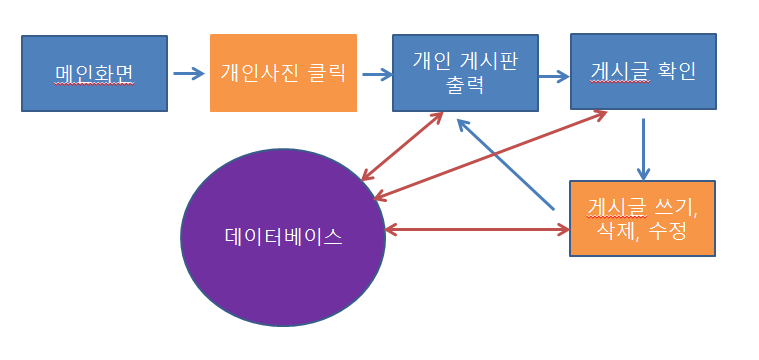 메인화면
개인사진 클릭
개인 게시판
출력
게시글 확인
게시글 쓰기,
삭제, 수정
데이터베이스